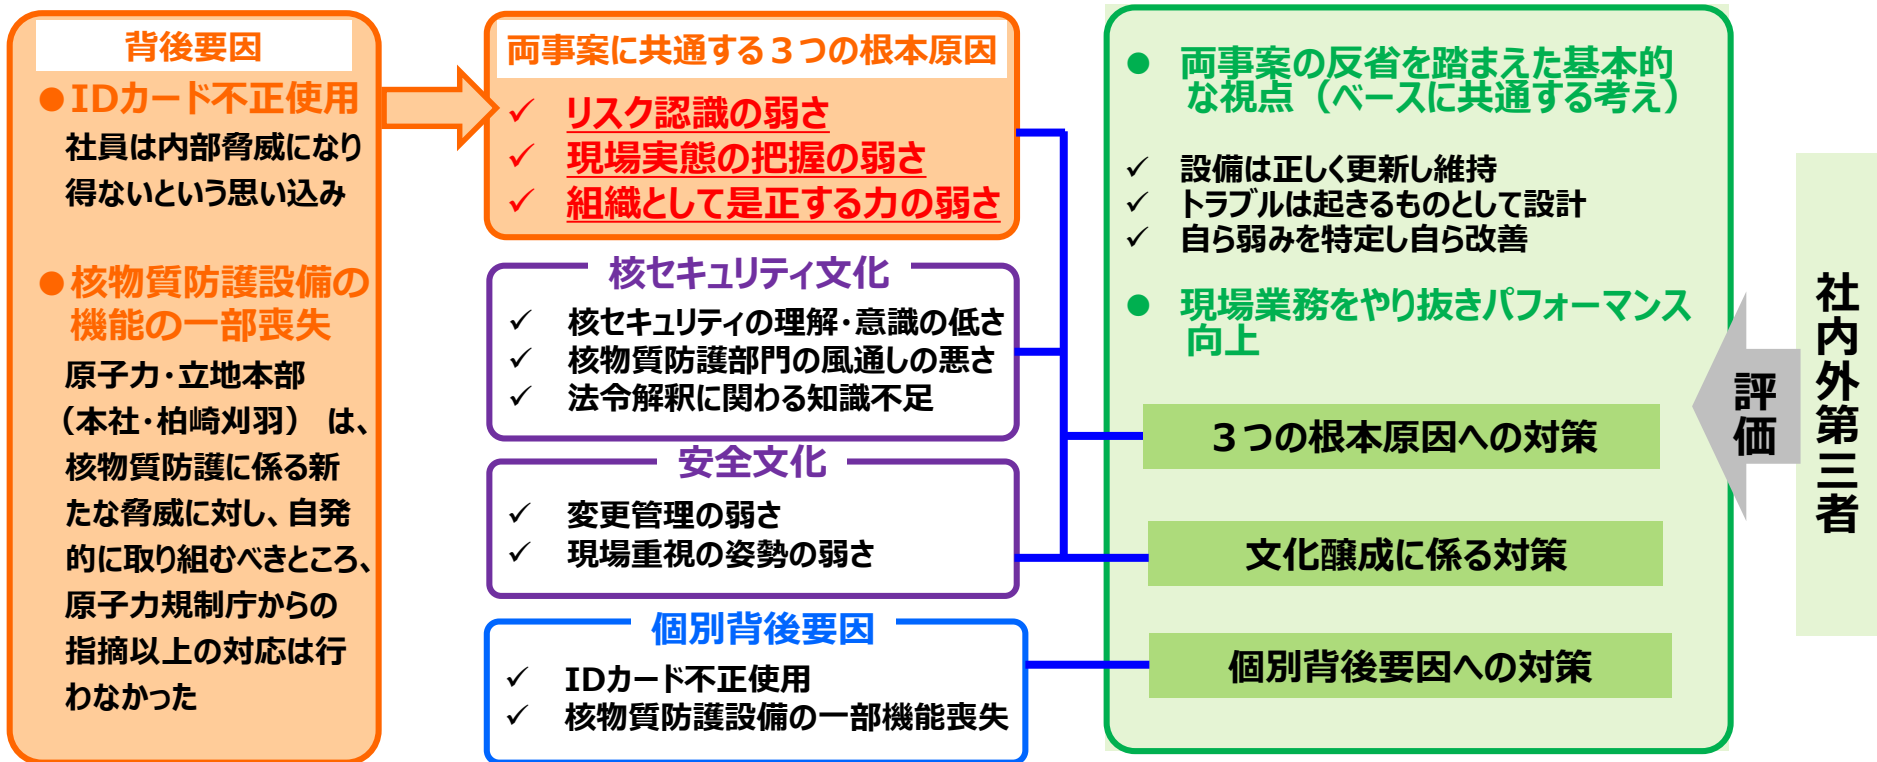 背後要因
●IDカード不正使用
社員は内部脅威になり
得ないという思い込み
●核物質防護設備の
機能の一部喪失
原子力・立地本部
（本社・柏崎刈羽） は、
核物質防護に係る新
たな脅威に対し、自発
的に取り組むべきところ、
原子力規制庁からの
指摘以上の対応は行
わなかった
両事案に共通する３つの根本原因
✓ リスク認識の弱さ
✓ 現場実態の把握の弱さ
✓ 組織として是正する力の弱さ
核セキュリティ文化
✓ 核セキュリティの理解・意識の低さ
✓ 核物質防護部門の風通しの悪さ
✓ 法令解釈に関わる知識不足
安全文化
✓ 変更管理の弱さ
✓ 現場重視の姿勢の弱さ
個別背後要因
✓ IDカード不正使用
✓ 核物質防護設備の一部機能喪失
● 両事案の反省を踏まえた基本的
な視点（ベースに共通する考え）
✓ 設備は正しく更新し維持
✓ トラブルは起きるものとして設計
✓ 自ら弱みを特定し自ら改善
● 現場業務をやり抜きパフォーマンス
向上
３つの根本原因への対策
文化醸成に係る対策
個別背後要因への対策
評価
社内外第三者